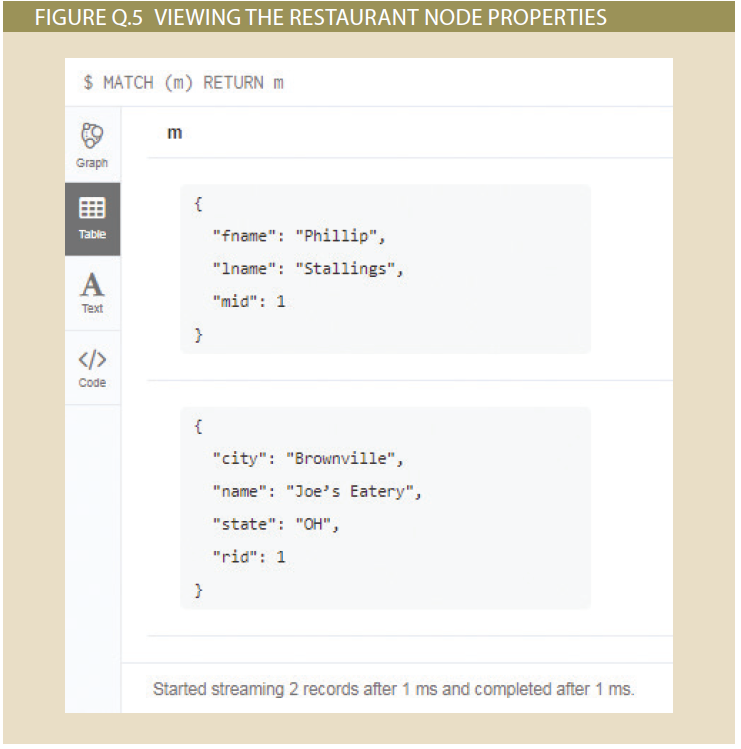 FIGURE Q.5 VIEWING THE RESTAURANT NODE PROPERTIES
$ MATCH (m) RETURN m
Graph
Table
A
Text
</>
Code
m
{
"fname": "Phillip",
"lname": "Stallings",
"mid": 1
}
{
"city": "Brownville",
"name": "Joe’s Eatery",
"state": "OH",
"rid": 1
}
Started streaming 2 records after 1 ms and completed after 1 ms.